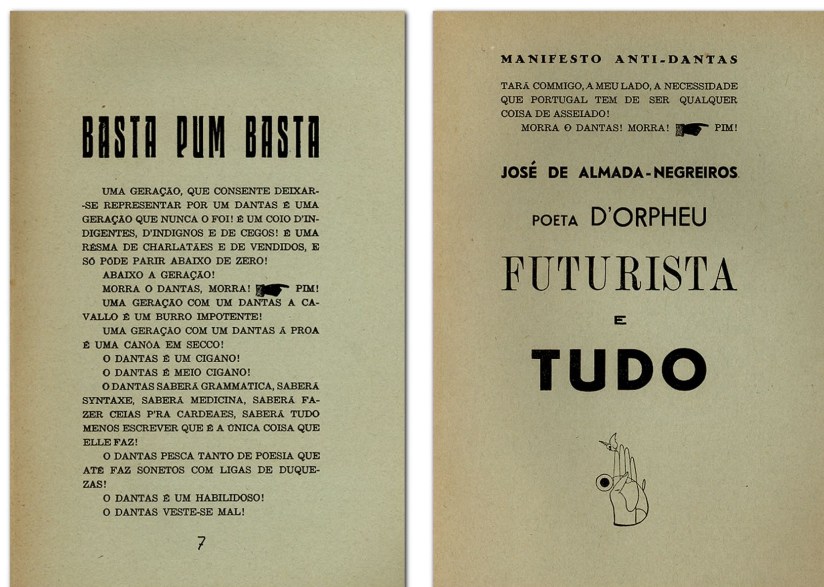 BASTA PUM BASTA
UMA GERAÇÃO, QUE CONSENTE DEIXAR-
-SE REPRESENTAR POR UM DANTAS É UMA
GERAÇÃO QUE NUNCA O FOI! É UM COIO D'IN-
DIGENTES, D'INDIGNOS E DE CEGOS! É UMA
RÊSMA DE CHARLATÃES E DE VENDIDOS, E
SÓ PÓDE PARIR ABAIXO DE ZERO!
ABAIXO A GERAÇÃO!
MORRA O DANTAS, MORRA! PIM!
UMA GERAÇÃO COM UM DANTAS A CA-
VALLO É UM BURRO IMPOTENTE!
UMA GERAÇÃO COM UM DANTAS Á PROA
É UMA CANÔA EM SECCO!
O DANTAS É UM CIGANO!
O DANTAS É MEIO CIGANO!
O DANTAS SABERÁ GRAMMATICA, SABERÁ
SYNTAXE, SABERÁ MEDICINA, SABERÁ FA-
ZER CEIAS P'RA CARDEAES, SABERÁ TUDO
MENOS ESCREVER QUE É A ÚNICA COISA QUE
ELLE FAZ!
O DANTAS PESCA TANTO DE POESIA QUE
ATÉ FAZ SONETOS COM LIGAS DE DUQUE-
ZAS!
O DANTAS É UM HABILIDOSO!
O DANTAS VESTE-SE MAL!
7
MANIFESTO ANTI-DANTAS
TARÁ COMMIGO, A MEU LADO, A NECESSIDADE
QUE PORTUGAL TEM DE SER QUALQUER
COISA DE ASSEIADO!
MORRA O DANTAS! MORRA! PIM!
JOSÉ DE ALMADA-NEGREIROS
POETA D'ORPHEU
FUTURISTA
E
TUDO